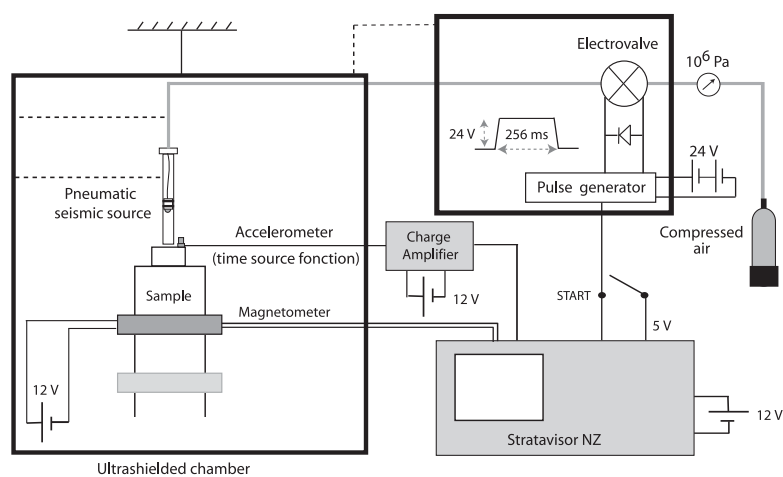 Electrovalve
10⁶ Pa
24 V
256 ms
24 V
Pulse generator
Compressed
air
Pneumatic
seismic source
Accelerometer
(time source fonction)
Charge
Amplifier
12 V
START
5 V
Sample
Magnetometer
12 V
Stratavisor NZ
12 V
Ultrashielded chamber